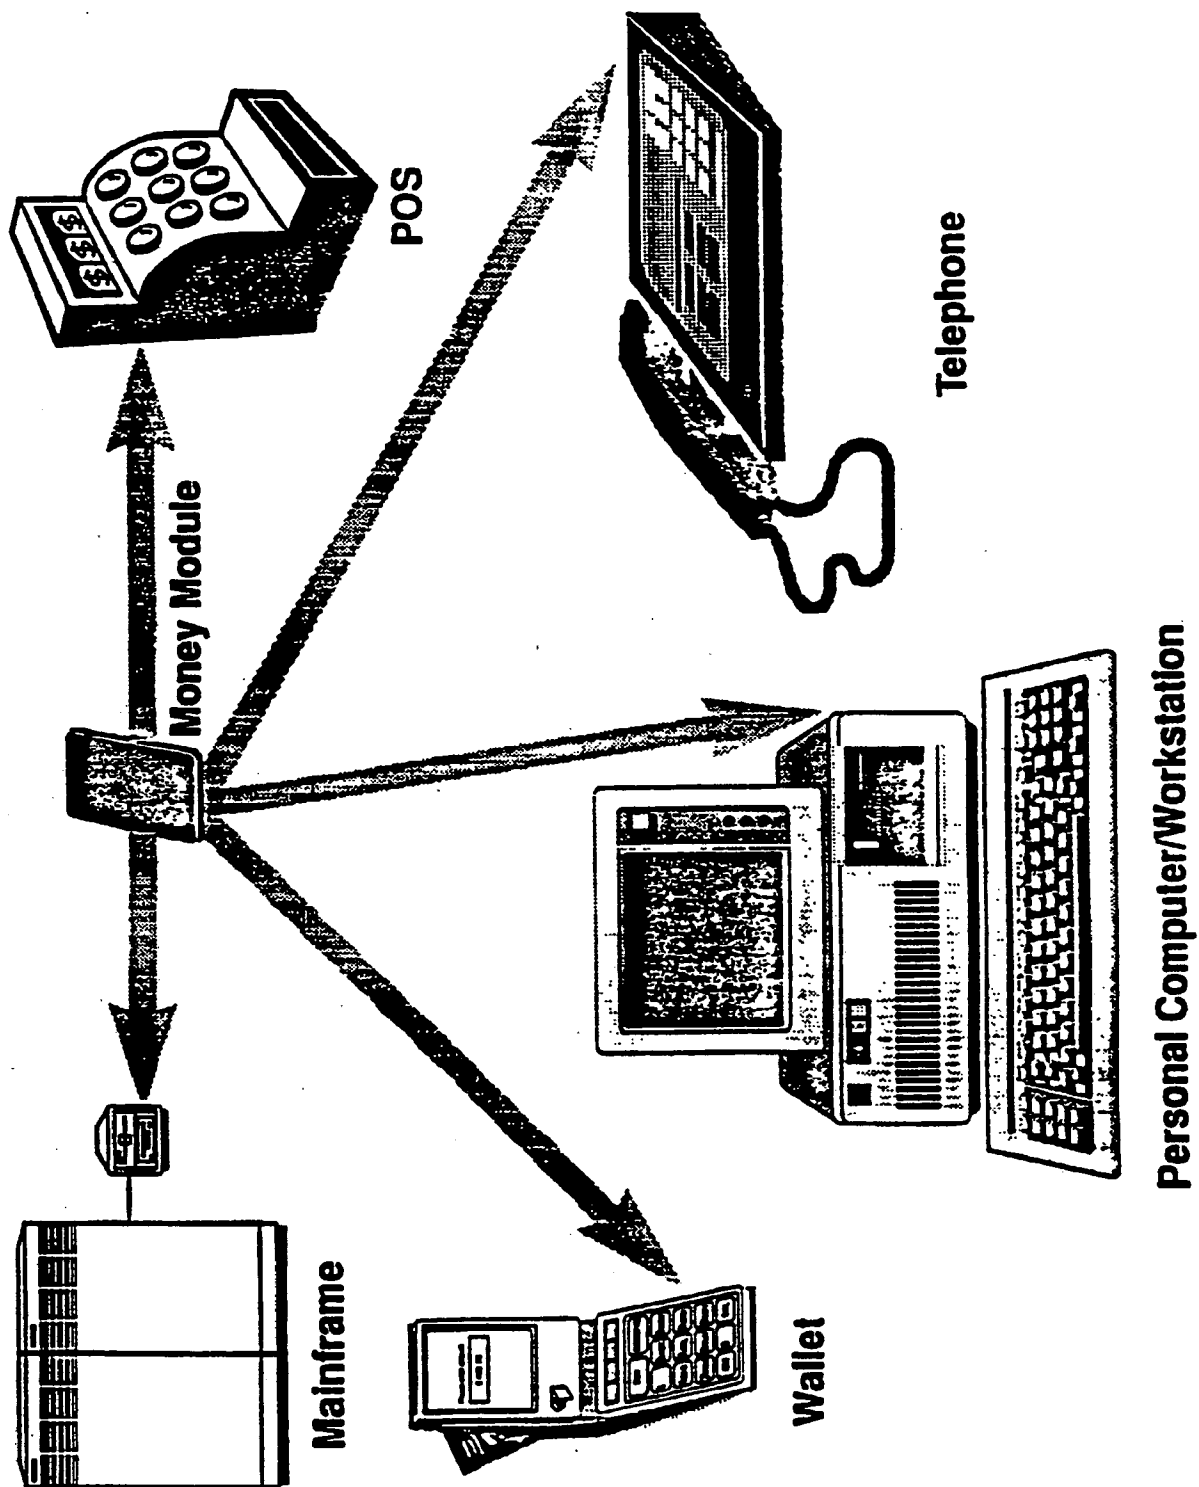 Money Module
Mainframe
POS
$ $ $
Wallet
Telephone
Personal Computer/Workstation